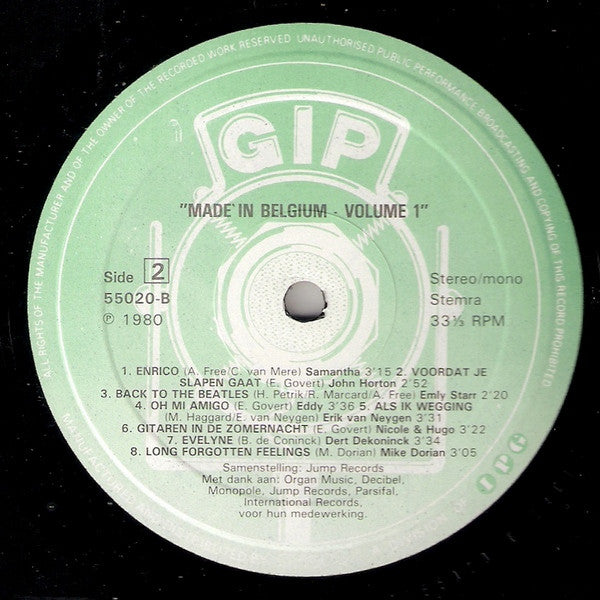 ALL RIGHTS OF THE MANUFACTURER AND OF THE OWNER OF THE RECORDED WORK RESERVED UNAUTHORISED PUBLIC PERFORMANCE BROADCASTING AND COPYING OF THIS RECORD PROHIBITED
GIP
"MADE IN BELGIUM - VOLUME 1"
Side 2
55020-B
℗ 1980
Stereo/mono
Stemra
33⅓ RPM
1. ENRICO (A. Free/C. van Mere) Samantha 3'15 2. VOORDAT JE
SLAPEN GAAT (E. Govert) John Horton 2'52
3. BACK TO THE BEATLES (H. Petrik/R. Marcard/A. Free) Emly Starr 2'20
4. OH MI AMIGO (E. Govert) Eddy 3'36 5. ALS IK WEGGING
(M. Haggard/E. van Neygen) Erik van Neygen 3'31
6. GITAREN IN DE ZOMERNACHT (E. Govert) Nicole & Hugo 3'22
7. EVELYNE (B. de Coninck) Dert Dekoninck 3'34
8. LONG FORGOTTEN FEELINGS (M. Dorian) Mike Dorian 3'05
Samenstelling: Jump Records
Met dank aan: Organ Music, Decibel,
Monopole, Jump Records, Parsifal,
International Records,
voor hun medewerking.
IPG
MANUFACTURED AND